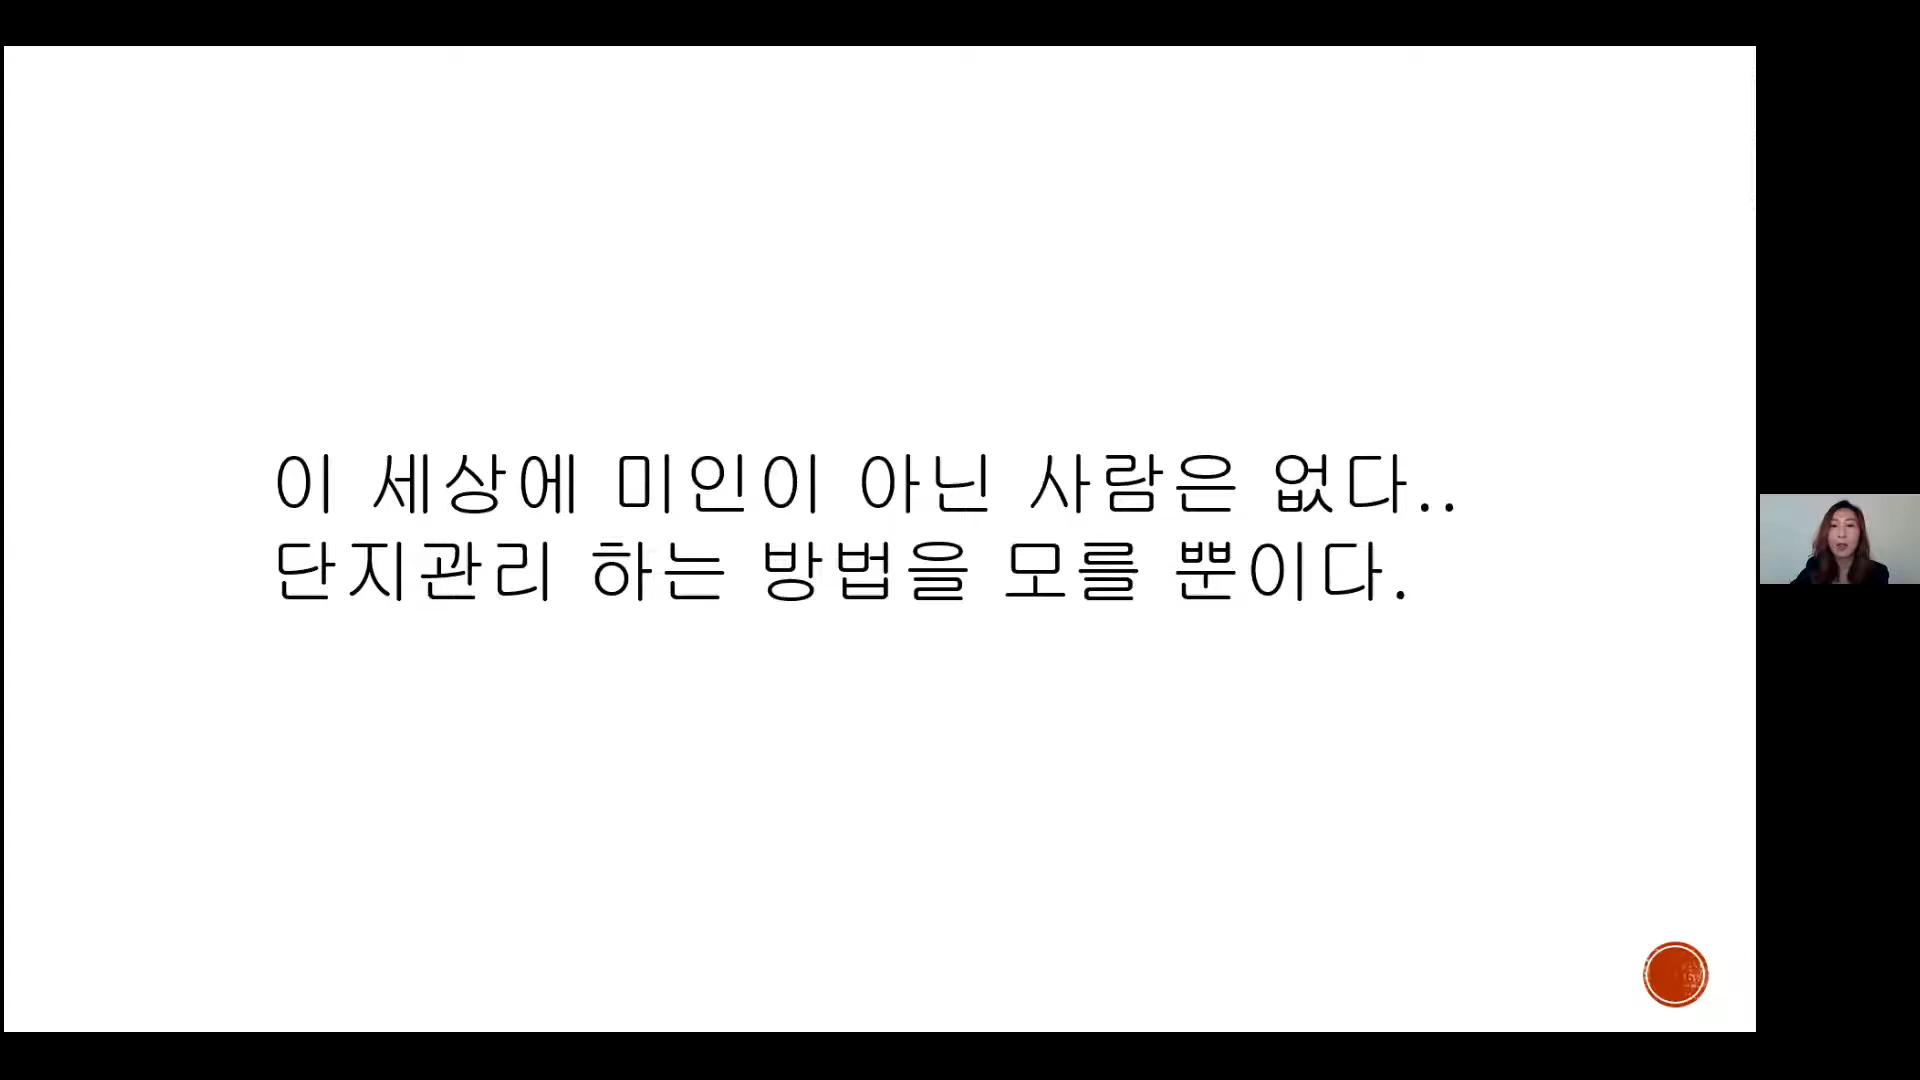 이 세상에 미인이 아닌 사람은 없다..
단지관리 하는 방법을 모를 뿐이다.